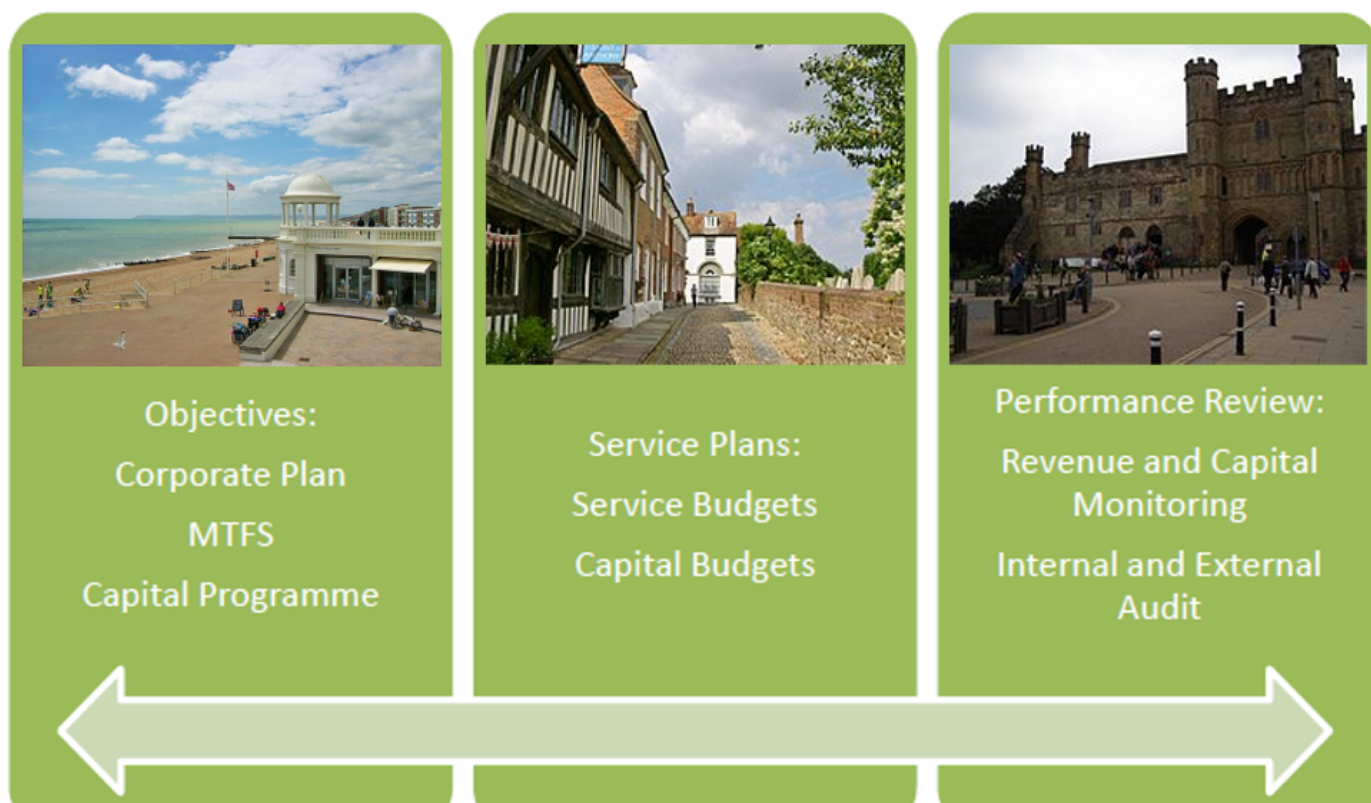 Objectives:
Corporate Plan
MTFS
Capital Programme
Service Plans:
Service Budgets
Capital Budgets
Performance Review:
Revenue and Capital
Monitoring
Internal and External
Audit